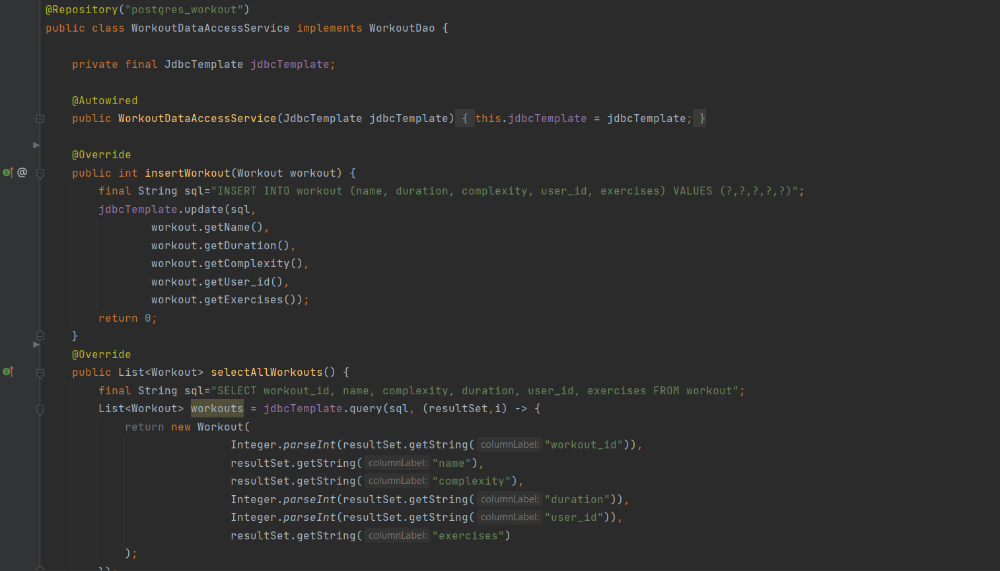 @Repository("postgres_workout")
public class WorkoutDataAccessService implements WorkoutDao {
private final JdbcTemplate jdbcTemplate;
@Autowired
public WorkoutDataAccessService(JdbcTemplate jdbcTemplate) { this.jdbcTemplate = jdbcTemplate; }
@Override
@ public int insertWorkout(Workout workout) {
final String sql="INSERT INTO workout (name, duration, complexity, user_id, exercises) VALUES (?,?,?,?,?)";
jdbcTemplate.update(sql,
workout.getName(),
workout.getDuration(),
workout.getComplexity(),
workout.getUser_id(),
workout.getExercises());
return 0;
}
@Override
public List<Workout> selectAllWorkouts() {
final String sql="SELECT workout_id, name, complexity, duration, user_id, exercises FROM workout";
List<Workout> workouts = jdbcTemplate.query(sql, (resultSet,i) -> {
return new Workout(
Integer.parseInt(resultSet.getString( columnLabel: "workout_id")),
resultSet.getString( columnLabel: "name"),
resultSet.getString( columnLabel: "complexity"),
Integer.parseInt(resultSet.getString( columnLabel: "duration")),
Integer.parseInt(resultSet.getString( columnLabel: "user_id")),
resultSet.getString( columnLabel: "exercises")
);